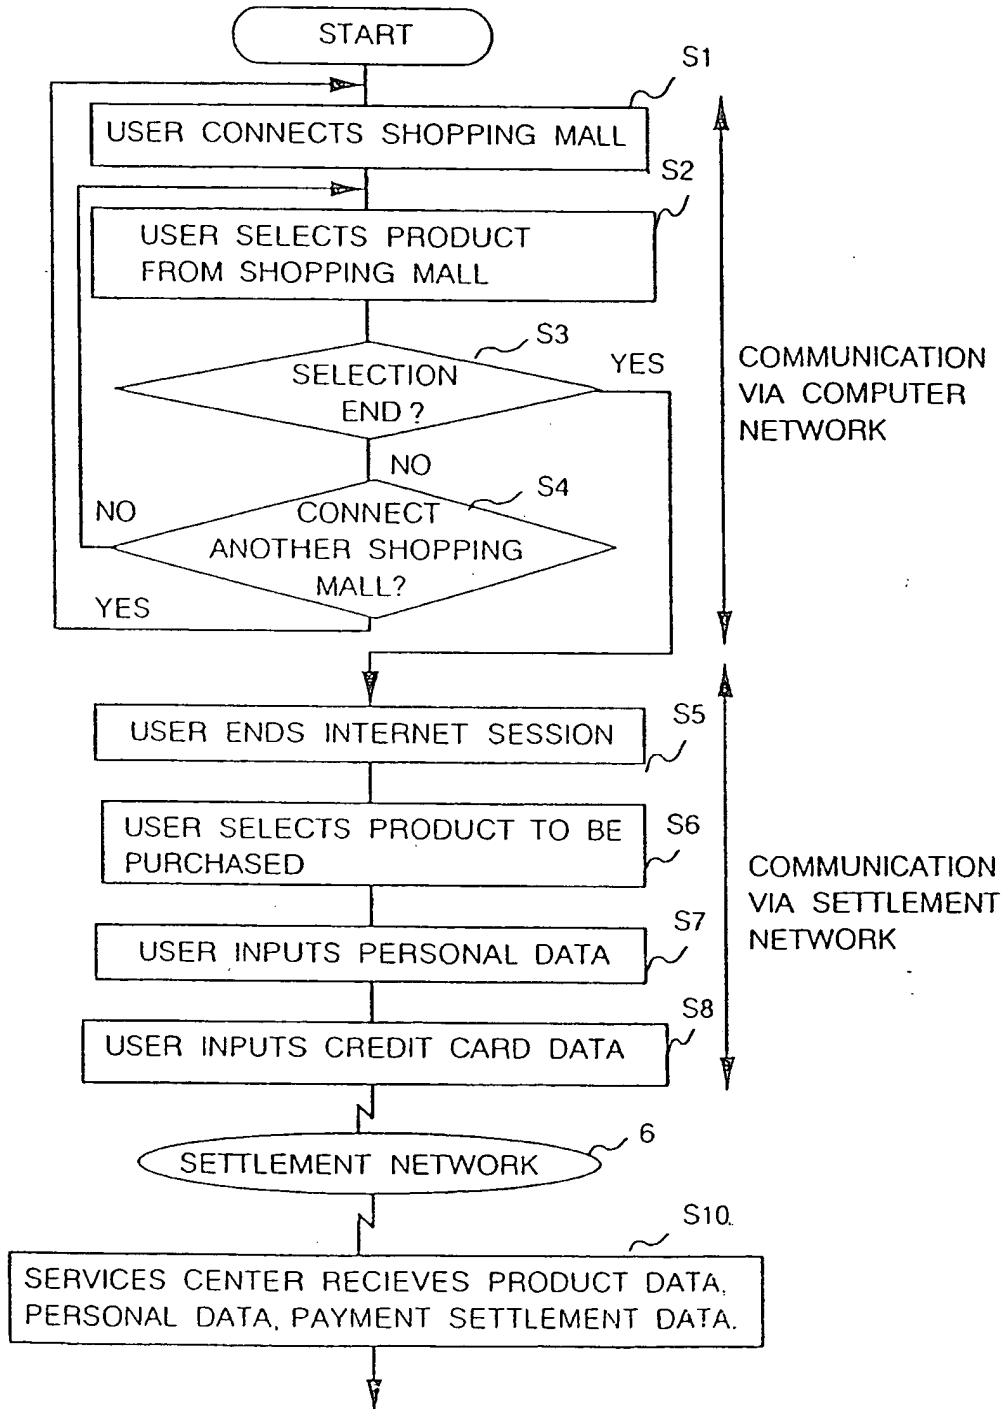 START
S1
USER CONNECTS SHOPPING MALL
S2
USER SELECTS PRODUCT
FROM SHOPPING MALL
S3
SELECTION
END?
YES
NO
S4
CONNECT
ANOTHER SHOPPING
MALL?
NO
YES
COMMUNICATION
VIA COMPUTER
NETWORK
S5
USER ENDS INTERNET SESSION
S6
USER SELECTS PRODUCT TO BE
PURCHASED
S7
USER INPUTS PERSONAL DATA
S8
USER INPUTS CREDIT CARD DATA
COMMUNICATION
VIA SETTLEMENT
NETWORK
6
SETTLEMENT NETWORK
S10
SERVICES CENTER RECIEVES PRODUCT DATA,
PERSONAL DATA, PAYMENT SETTLEMENT DATA.